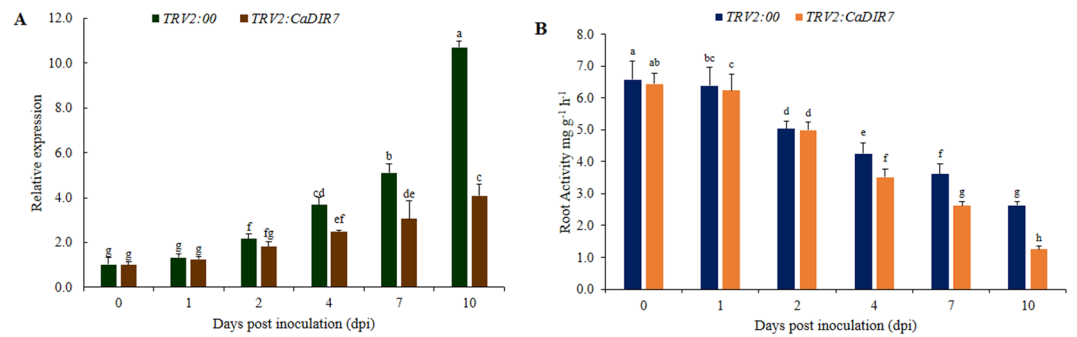 A
TRV2:00 TRV2:CaDIR7
12.0
10.0
8.0
6.0
4.0
2.0
0.0
Relative expression
g g g g f fg cd ef b de a c
0 1 2 4 7 10
Days post inoculation (dpi)
B
TRV2:00 TRV2:CaDIR7
8.0
7.0
6.0
5.0
4.0
3.0
2.0
1.0
0.0
Root Activity mg g-1 h-1
a ab bc c d d e f f g g h
0 1 2 4 7 10
Days post inoculation (dpi)